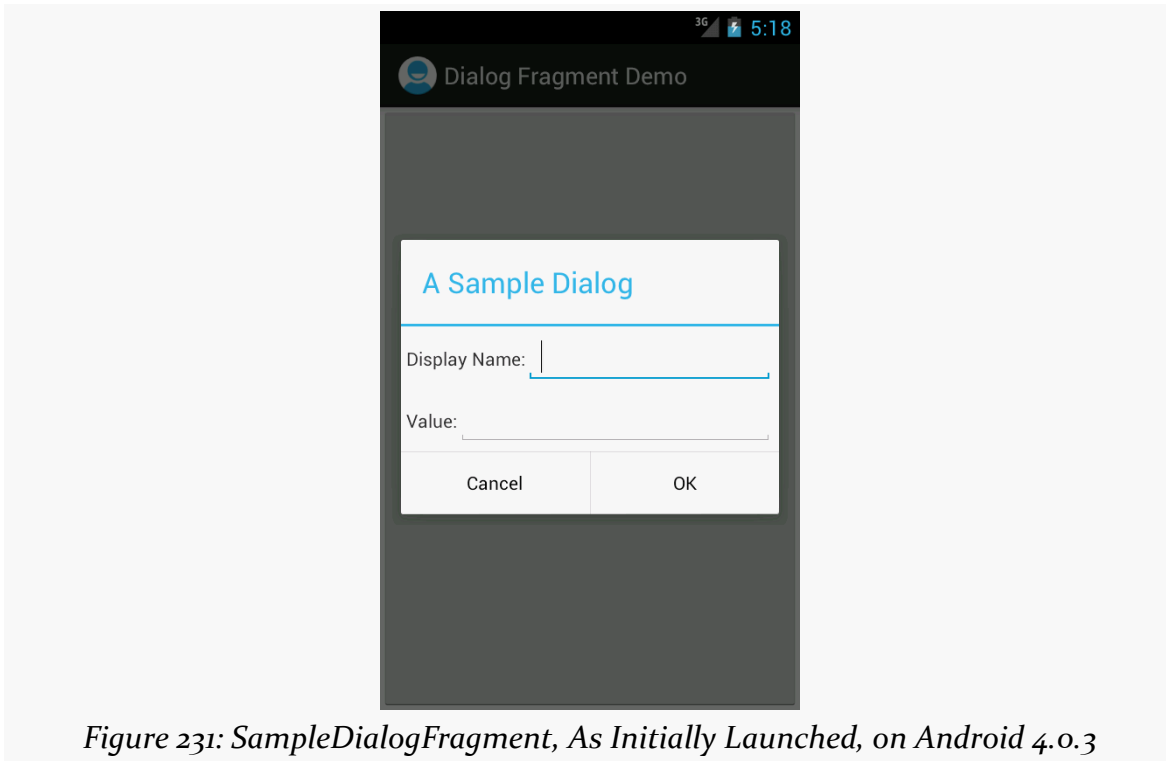 3G 5:18
Dialog Fragment Demo
A Sample Dialog
Display Name:
Value:
Cancel OK
Figure 231: SampleDialogFragment, As Initially Launched, on Android 4.0.3